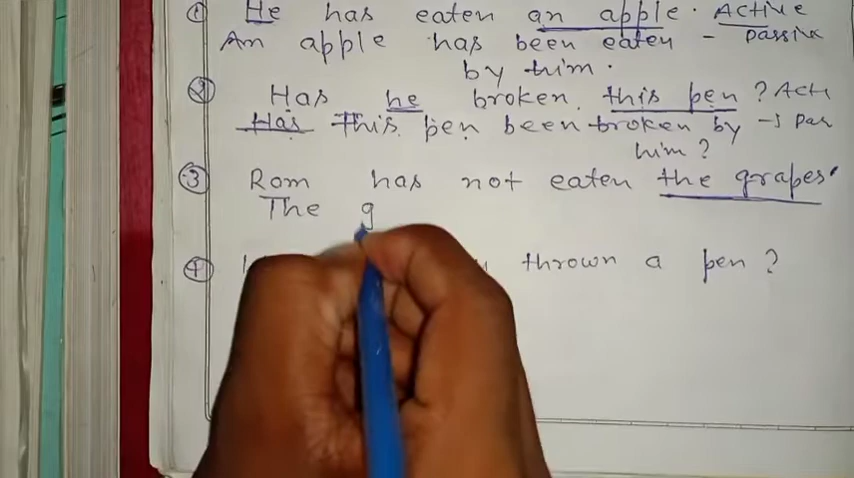 ① He has eaten an apple. Active
An apple has been eaten - passive
by him.
② Has he broken this pen ? Act
Has This pen been broken by → pas
him ?
③ Rom has not eaten the grapes.
The g
④ thrown a pen ?